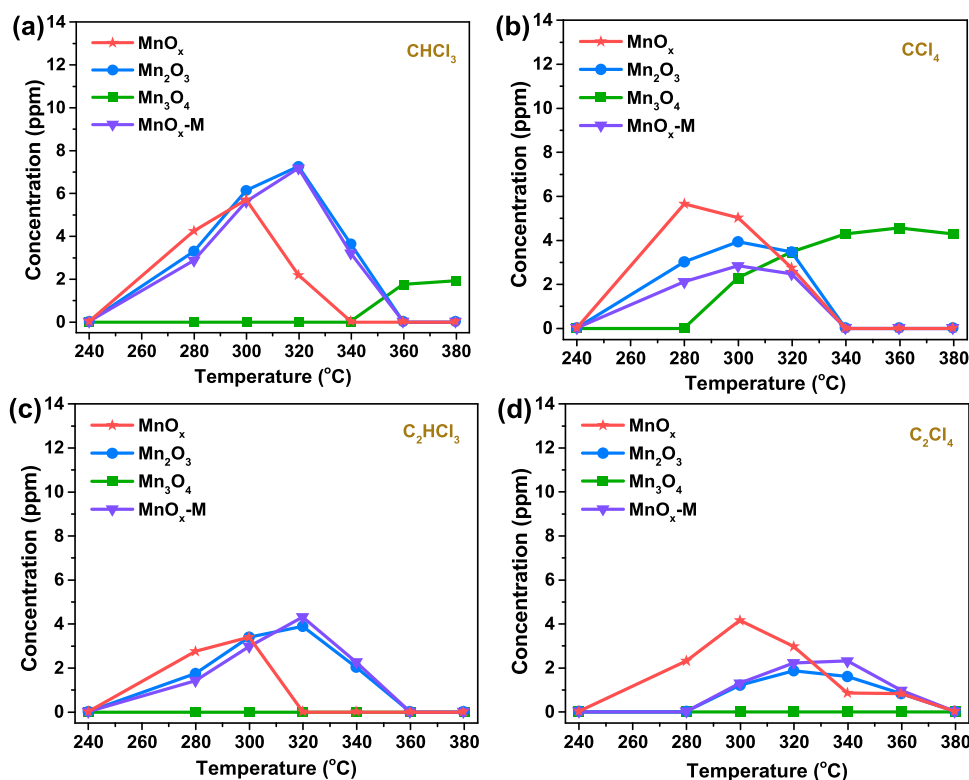 (a)
CHCl3
MnOx
Mn2O3
Mn3O4
MnOx-M
Concentration (ppm)
14
12
10
8
6
4
2
0
240 260 280 300 320 340 360 380
Temperature (oC)
(b)
CCl4
MnOx
Mn2O3
Mn3O4
MnOx-M
Concentration (ppm)
14
12
10
8
6
4
2
0
240 260 280 300 320 340 360 380
Temperature (oC)
(c)
C2HCl3
MnOx
Mn2O3
Mn3O4
MnOx-M
Concentration (ppm)
14
12
10
8
6
4
2
0
240 260 280 300 320 340 360 380
Temperature (oC)
(d)
C2Cl4
MnOx
Mn2O3
Mn3O4
MnOx-M
Concentration (ppm)
14
12
10
8
6
4
2
0
240 260 280 300 320 340 360 380
Temperature (oC)